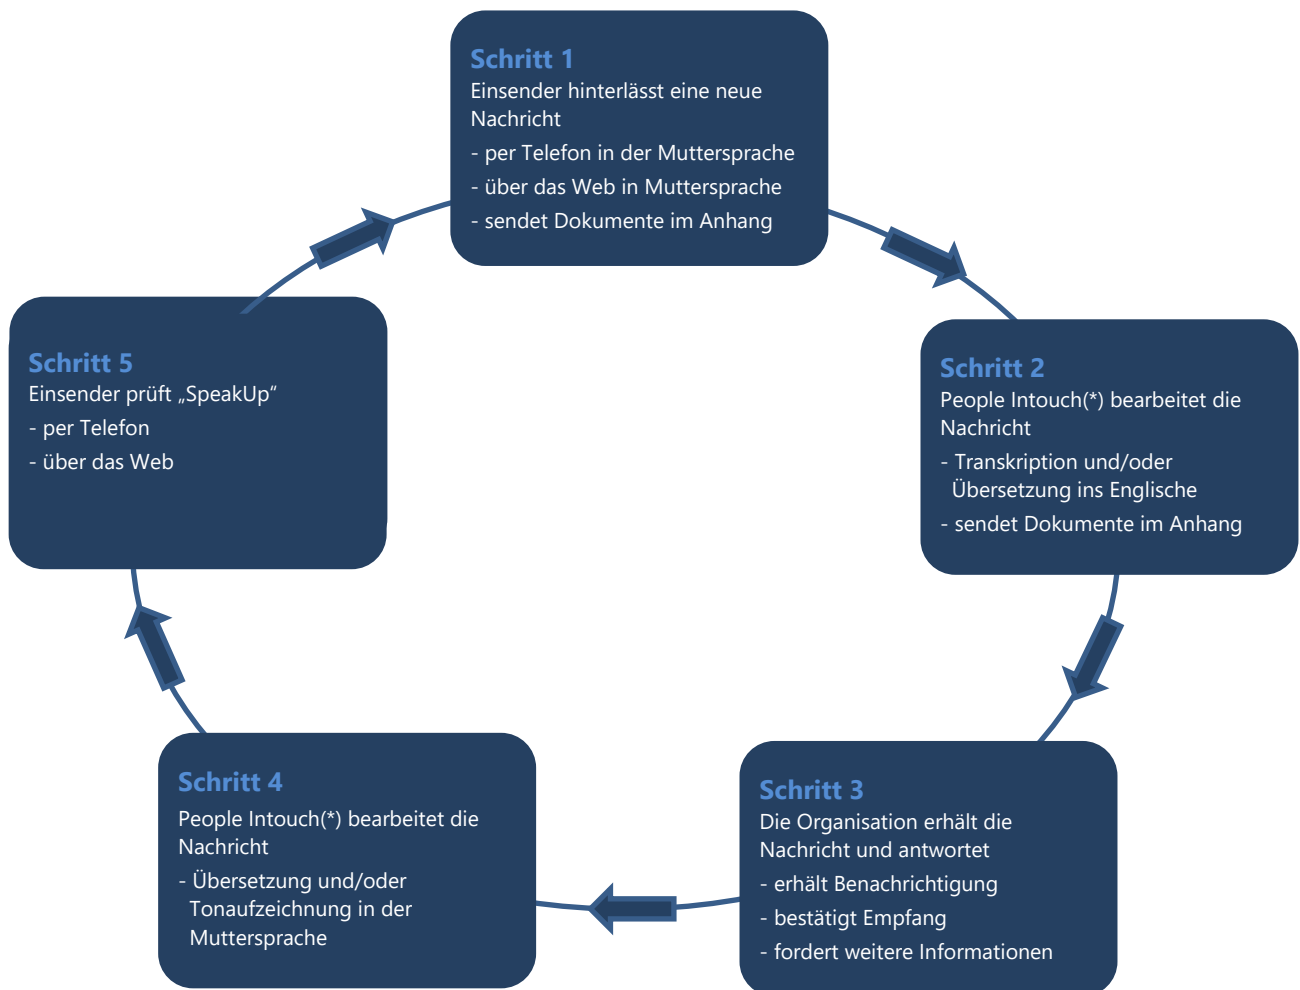 Schritt 1
Einsender hinterlässt eine neue
Nachricht
- per Telefon in der Muttersprache
- über das Web in Muttersprache
- sendet Dokumente im Anhang
Schritt 2
People Intouch(*) bearbeitet die
Nachricht
- Transkription und/oder
Übersetzung ins Englische
- sendet Dokumente im Anhang
Schritt 3
Die Organisation erhält die
Nachricht und antwortet
- erhält Benachrichtigung
- bestätigt Empfang
- fordert weitere Informationen
Schritt 4
People Intouch(*) bearbeitet die
Nachricht
- Übersetzung und/oder
Tonaufzeichnung in der
Muttersprache
Schritt 5
Einsender prüft „SpeakUp“
- per Telefon
- über das Web